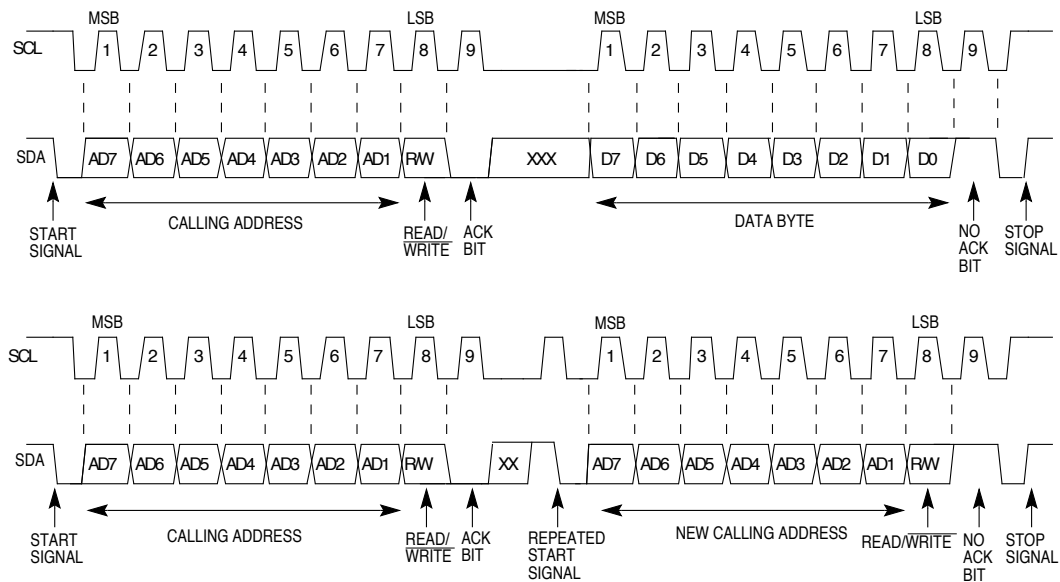 MSB LSB MSB LSB
SCL 1 2 3 4 5 6 7 8 9 1 2 3 4 5 6 7 8 9
SDA AD7 AD6 AD5 AD4 AD3 AD2 AD1 R/W XXX D7 D6 D5 D4 D3 D2 D1 D0
START
SIGNAL
CALLING ADDRESS
READ/
WRITE
ACK
BIT
DATA BYTE
NO
ACK
BIT
STOP
SIGNAL
MSB LSB MSB LSB
SCL 1 2 3 4 5 6 7 8 9 1 2 3 4 5 6 7 8 9
SDA AD7 AD6 AD5 AD4 AD3 AD2 AD1 R/W XX AD7 AD6 AD5 AD4 AD3 AD2 AD1 R/W
START
SIGNAL
CALLING ADDRESS
READ/
WRITE
ACK
BIT
REPEATED
START
SIGNAL
NEW CALLING ADDRESS
READ/WRITE
NO
ACK
BIT
STOP
SIGNAL